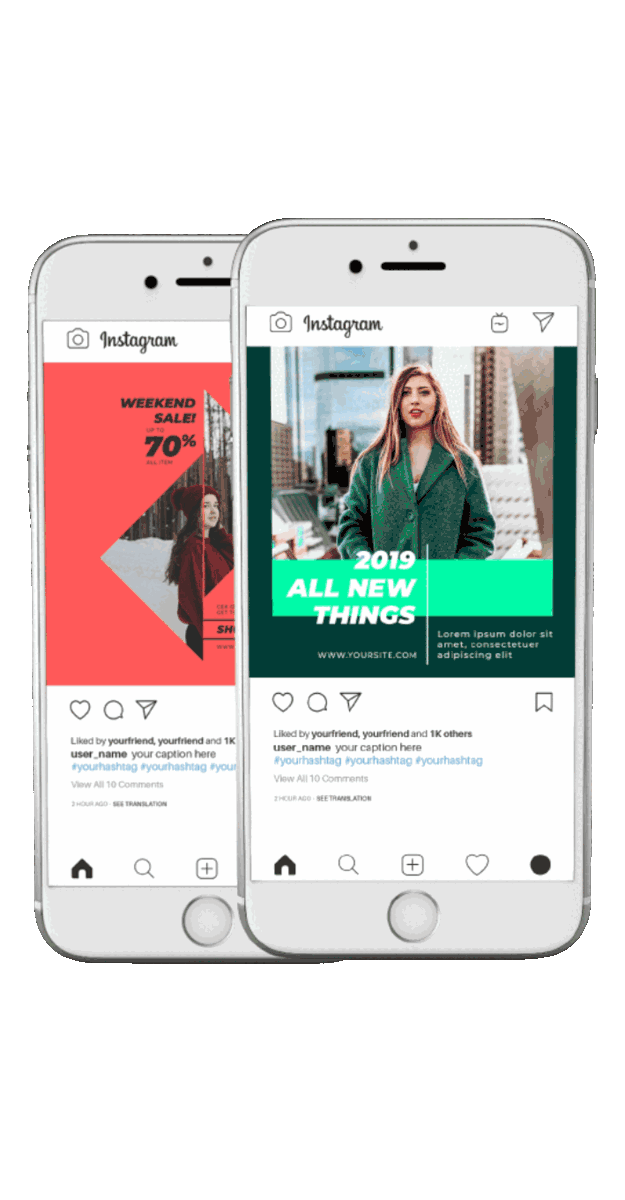 Instagram
WEEKEND
SALE!
UP TO
70%
ALL ITEM
Liked by yourfriend, yourfriend and 1K
user_name your caption here
#yourhashtag #yourhashtag
View All 10 Comments
2 HOUR AGO · SEE TRANSLATION
Instagram
2019
ALL NEW
THINGS
WWW.YOURSITE.COM
Lorem ipsum dolor sit
amet, consectetuer
adipiscing elit
Liked by yourfriend, yourfriend and 1K others
user_name your caption here
#yourhashtag #yourhashtag #yourhashtag
View All 10 Comments
2 HOUR AGO · SEE TRANSLATION